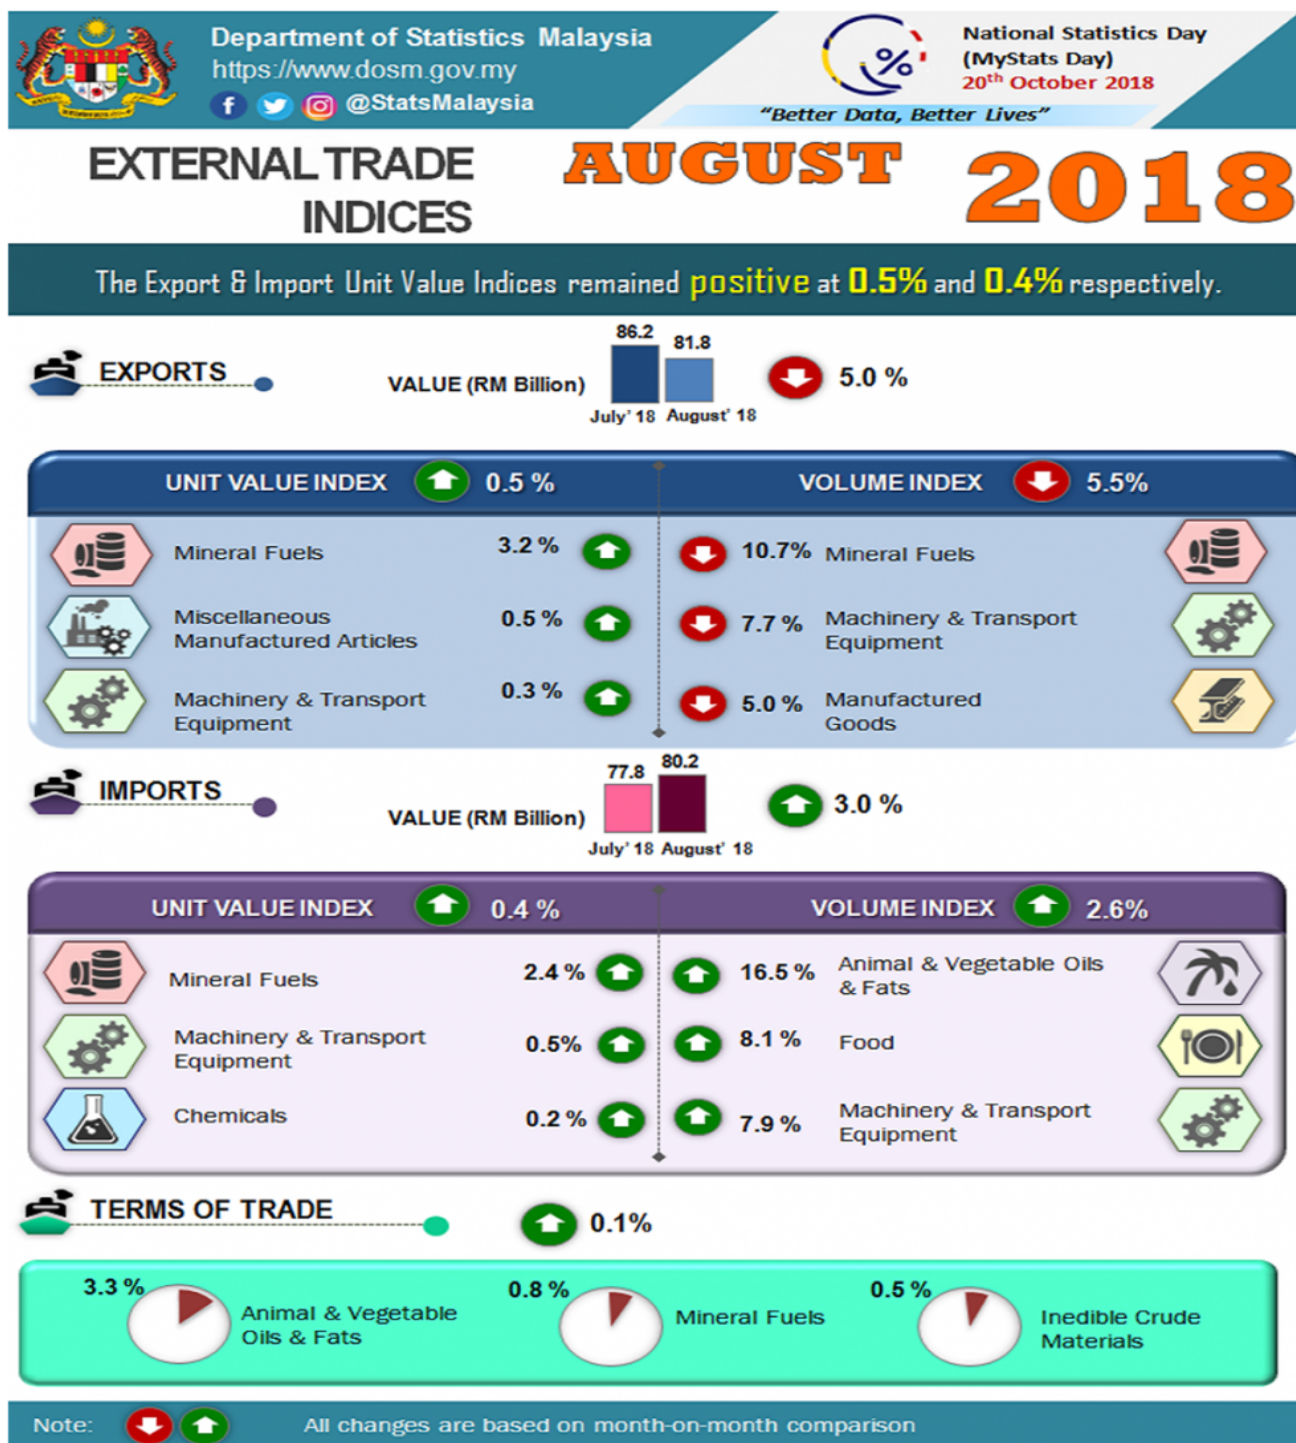 Department of Statistics Malaysia
https://www.dosm.gov.my
@StatsMalaysia
National Statistics Day
(MyStats Day)
20th October 2018
“Better Data, Better Lives”
EXTERNAL TRADE
INDICES
AUGUST 2018
The Export & Import Unit Value Indices remained positive at 0.5% and 0.4% respectively.
EXPORTS
VALUE (RM Billion)
86.2
81.8
July’ 18 August’ 18
5.0 %
UNIT VALUE INDEX 0.5 %
Mineral Fuels 3.2 %
Miscellaneous
Manufactured Articles
0.5 %
Machinery & Transport
Equipment
0.3 %
VOLUME INDEX 5.5%
10.7% Mineral Fuels
7.7 % Machinery & Transport
Equipment
5.0 % Manufactured
Goods
IMPORTS
VALUE (RM Billion)
77.8
80.2
July’ 18 August’ 18
3.0 %
UNIT VALUE INDEX 0.4 %
Mineral Fuels 2.4 %
Machinery & Transport
Equipment
0.5%
Chemicals 0.2 %
VOLUME INDEX 2.6%
16.5 % Animal & Vegetable Oils
& Fats
8.1 % Food
7.9 % Machinery & Transport
Equipment
TERMS OF TRADE 0.1%
3.3 %
Animal & Vegetable
Oils & Fats
0.8 %
Mineral Fuels
0.5 %
Inedible Crude
Materials
Note: All changes are based on month-on-month comparison